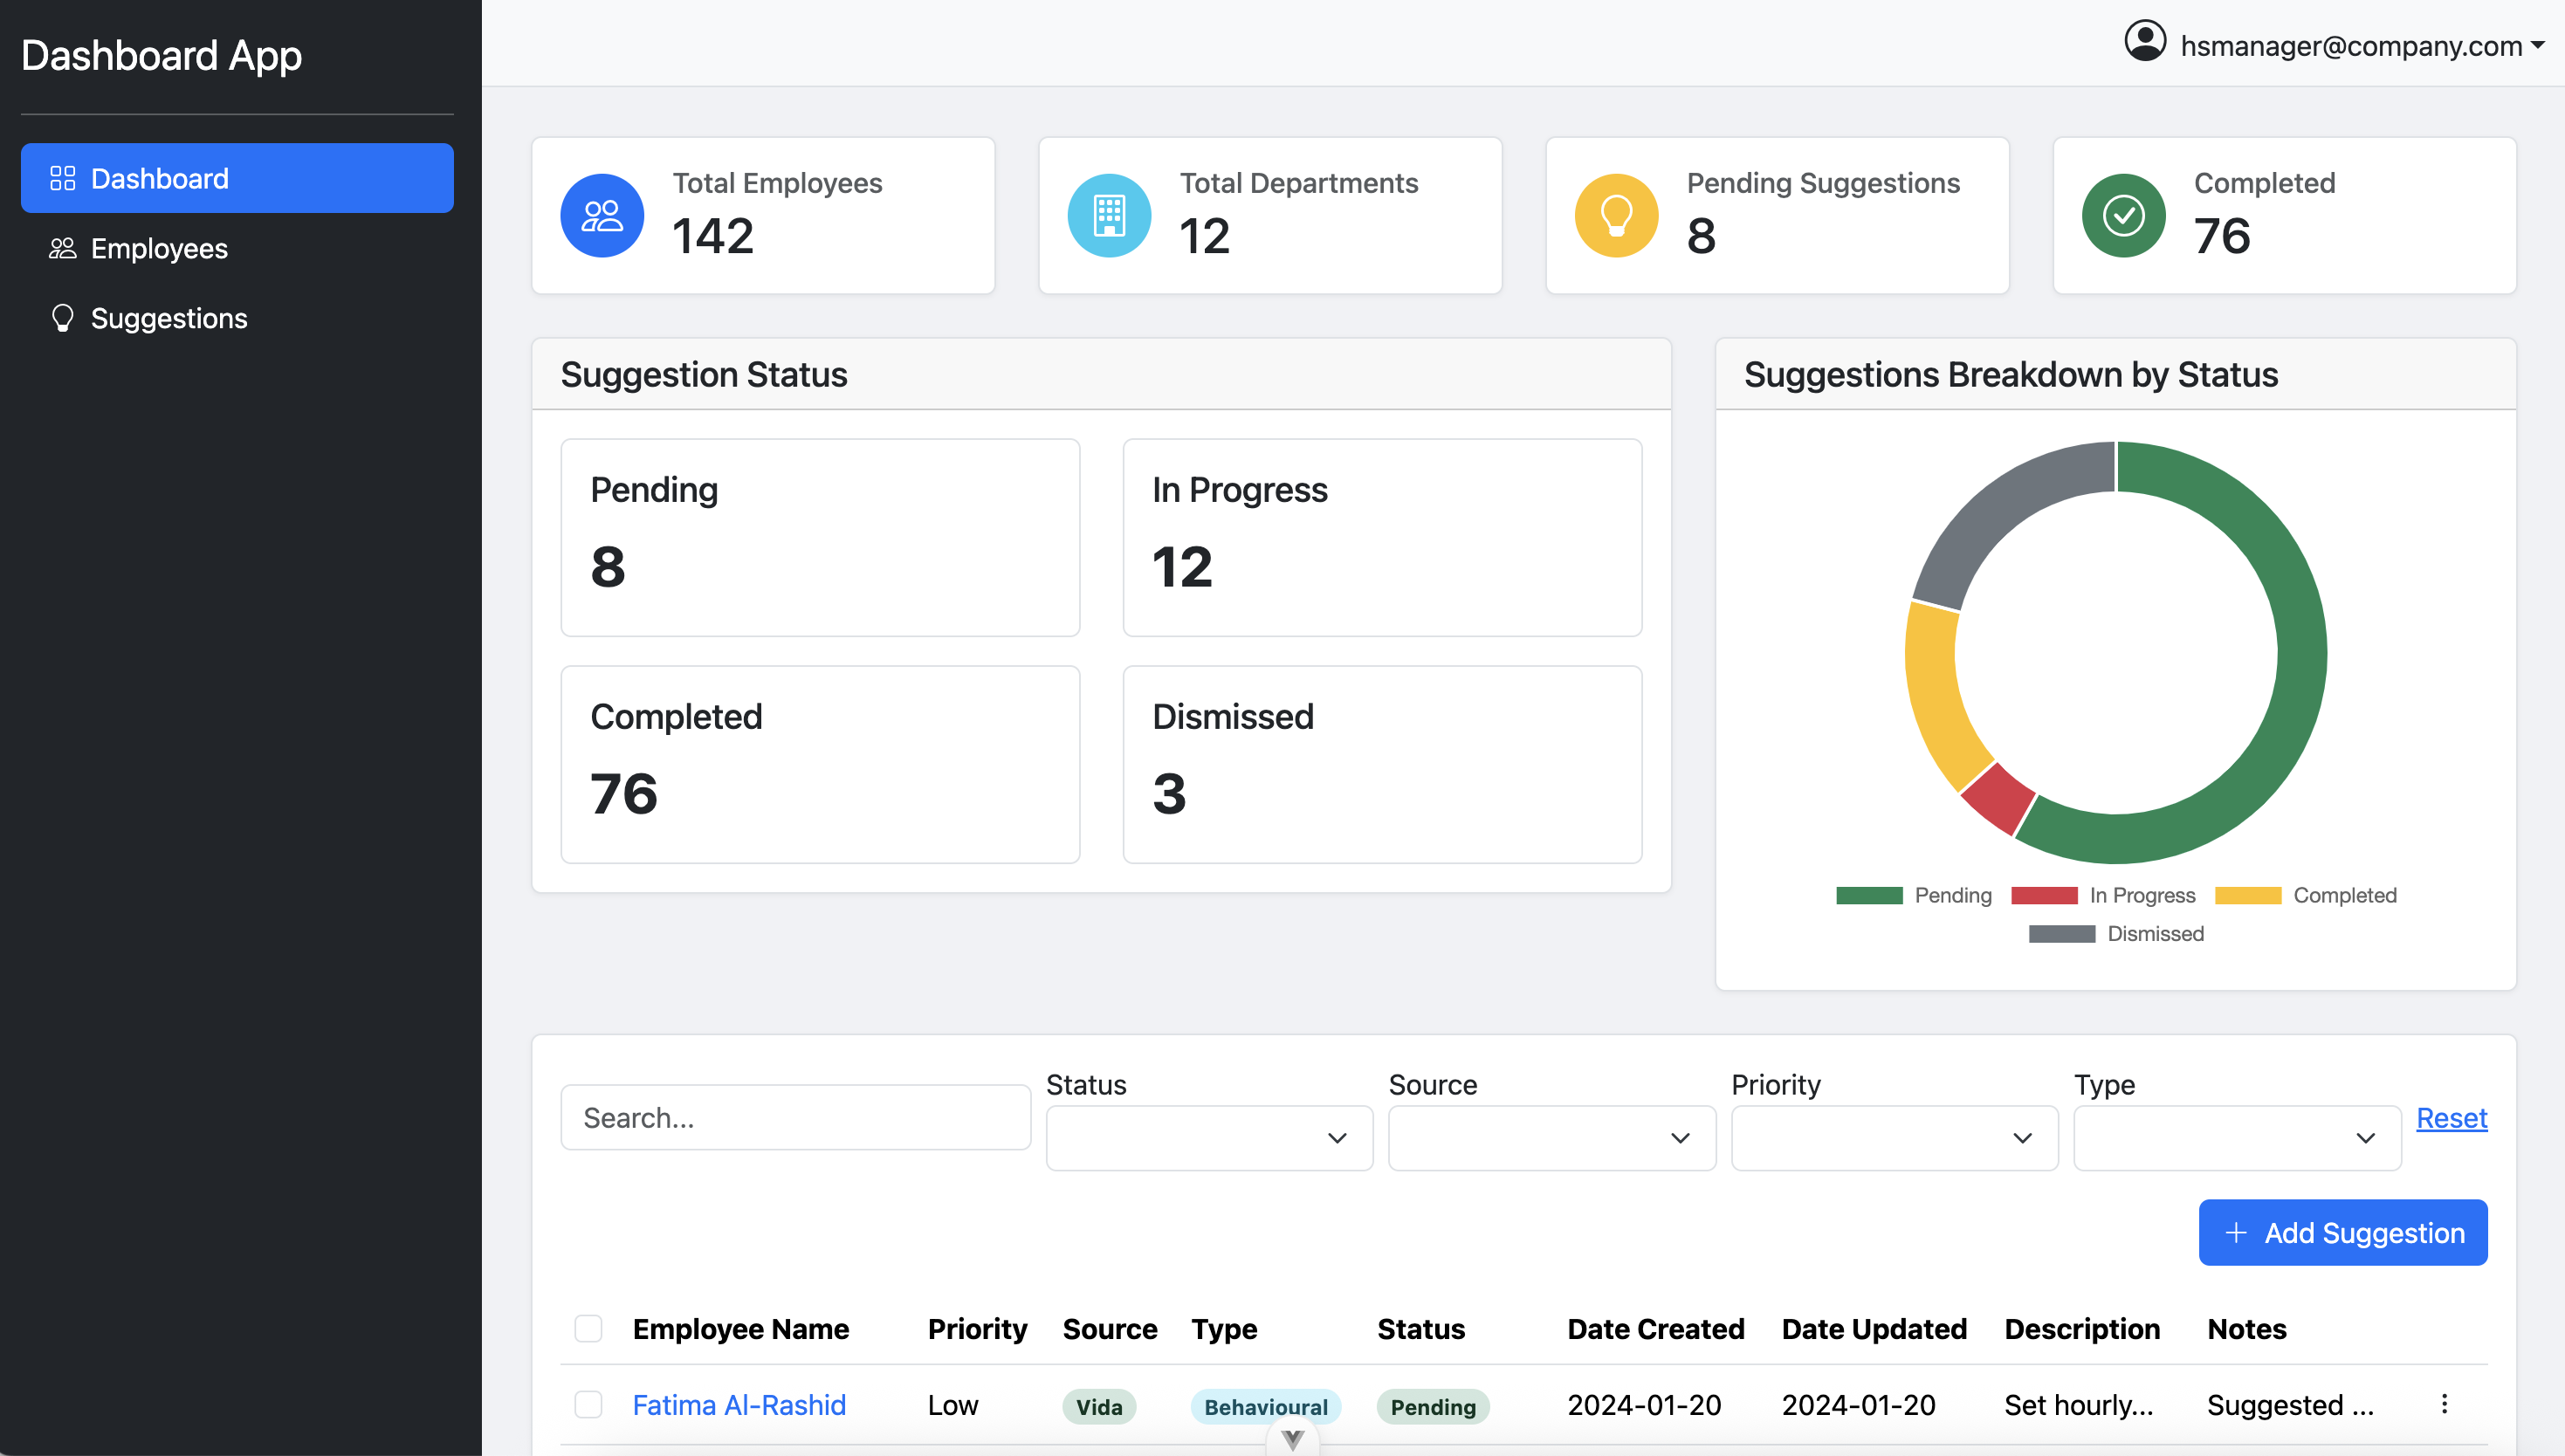 Dashboard App
Dashboard
Employees
Suggestions
hsmanager@company.com
Total Employees
142
Total Departments
12
Pending Suggestions
8
Completed
76
Suggestion Status
Pending
8
In Progress
12
Completed
76
Dismissed
3
Suggestions Breakdown by Status
Pending In Progress Completed
Dismissed
Search...
Status Source Priority Type
Reset
Add Suggestion
Employee Name Priority Source Type Status Date Created Date Updated Description Notes
Fatima Al-Rashid Low Vida Behavioural Pending 2024-01-20 2024-01-20 Set hourly... Suggested ...